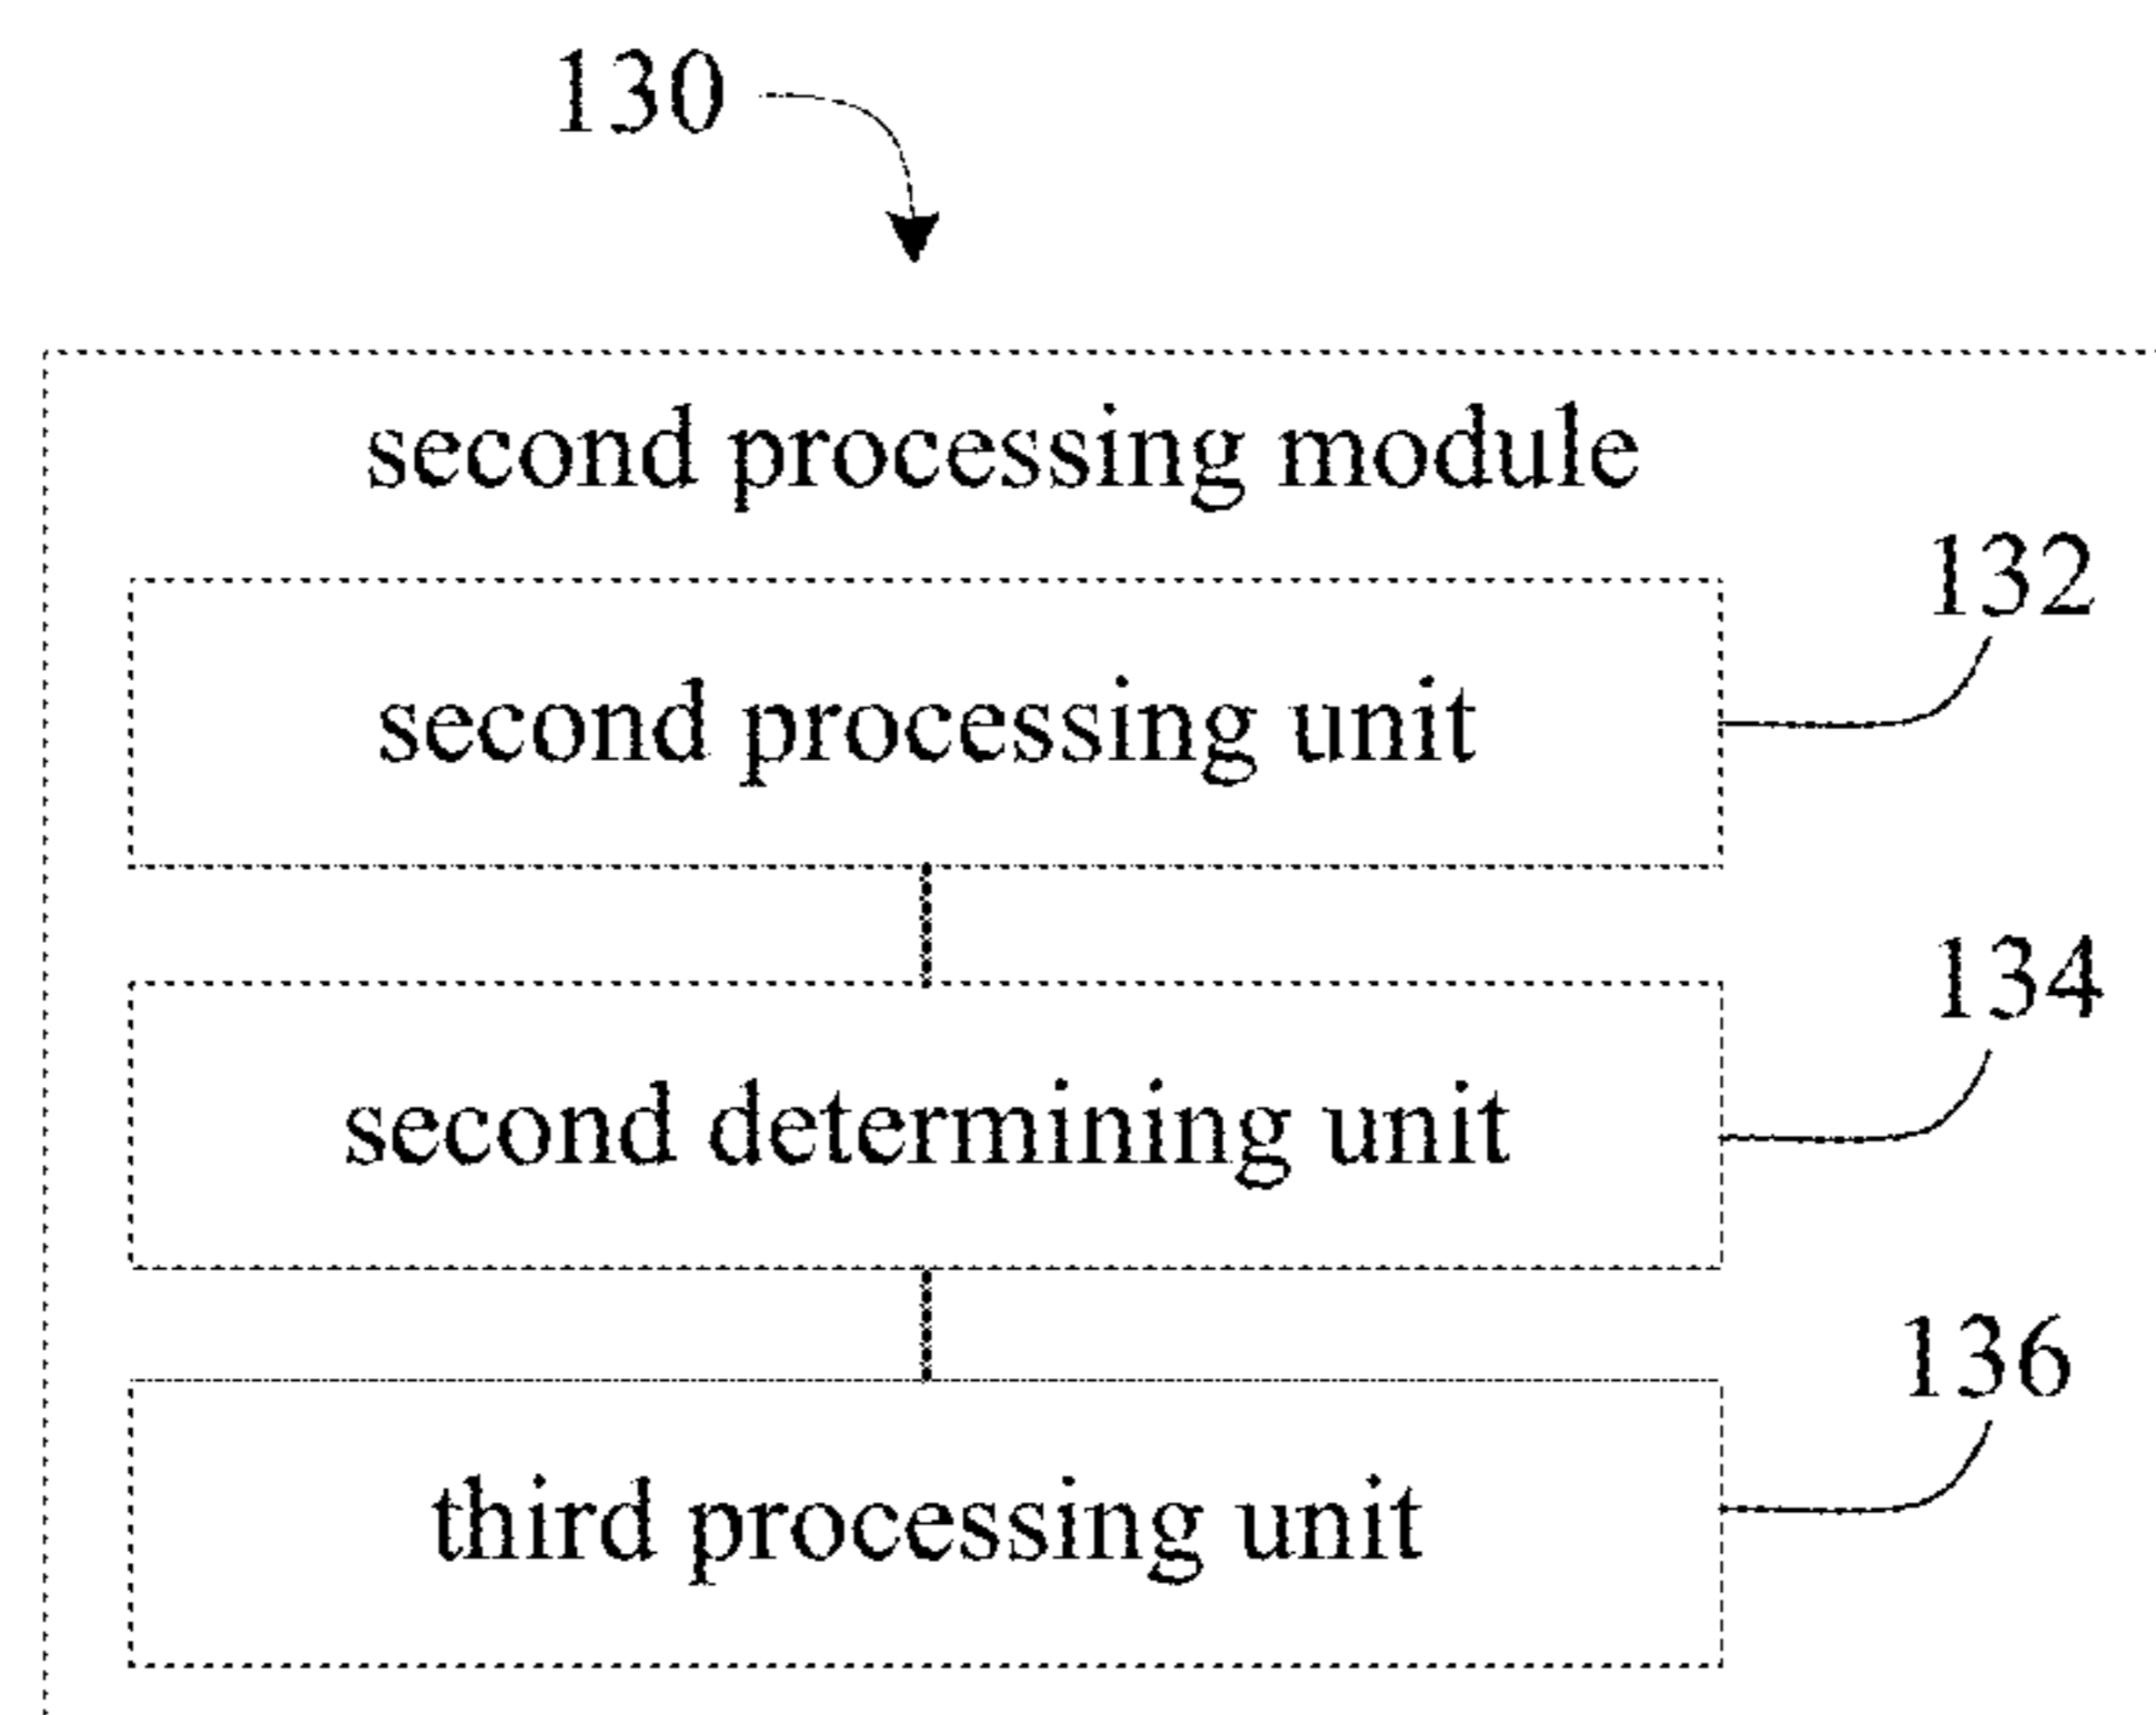 130
second processing module
132
second processing unit
134
second determining unit
136
third processing unit